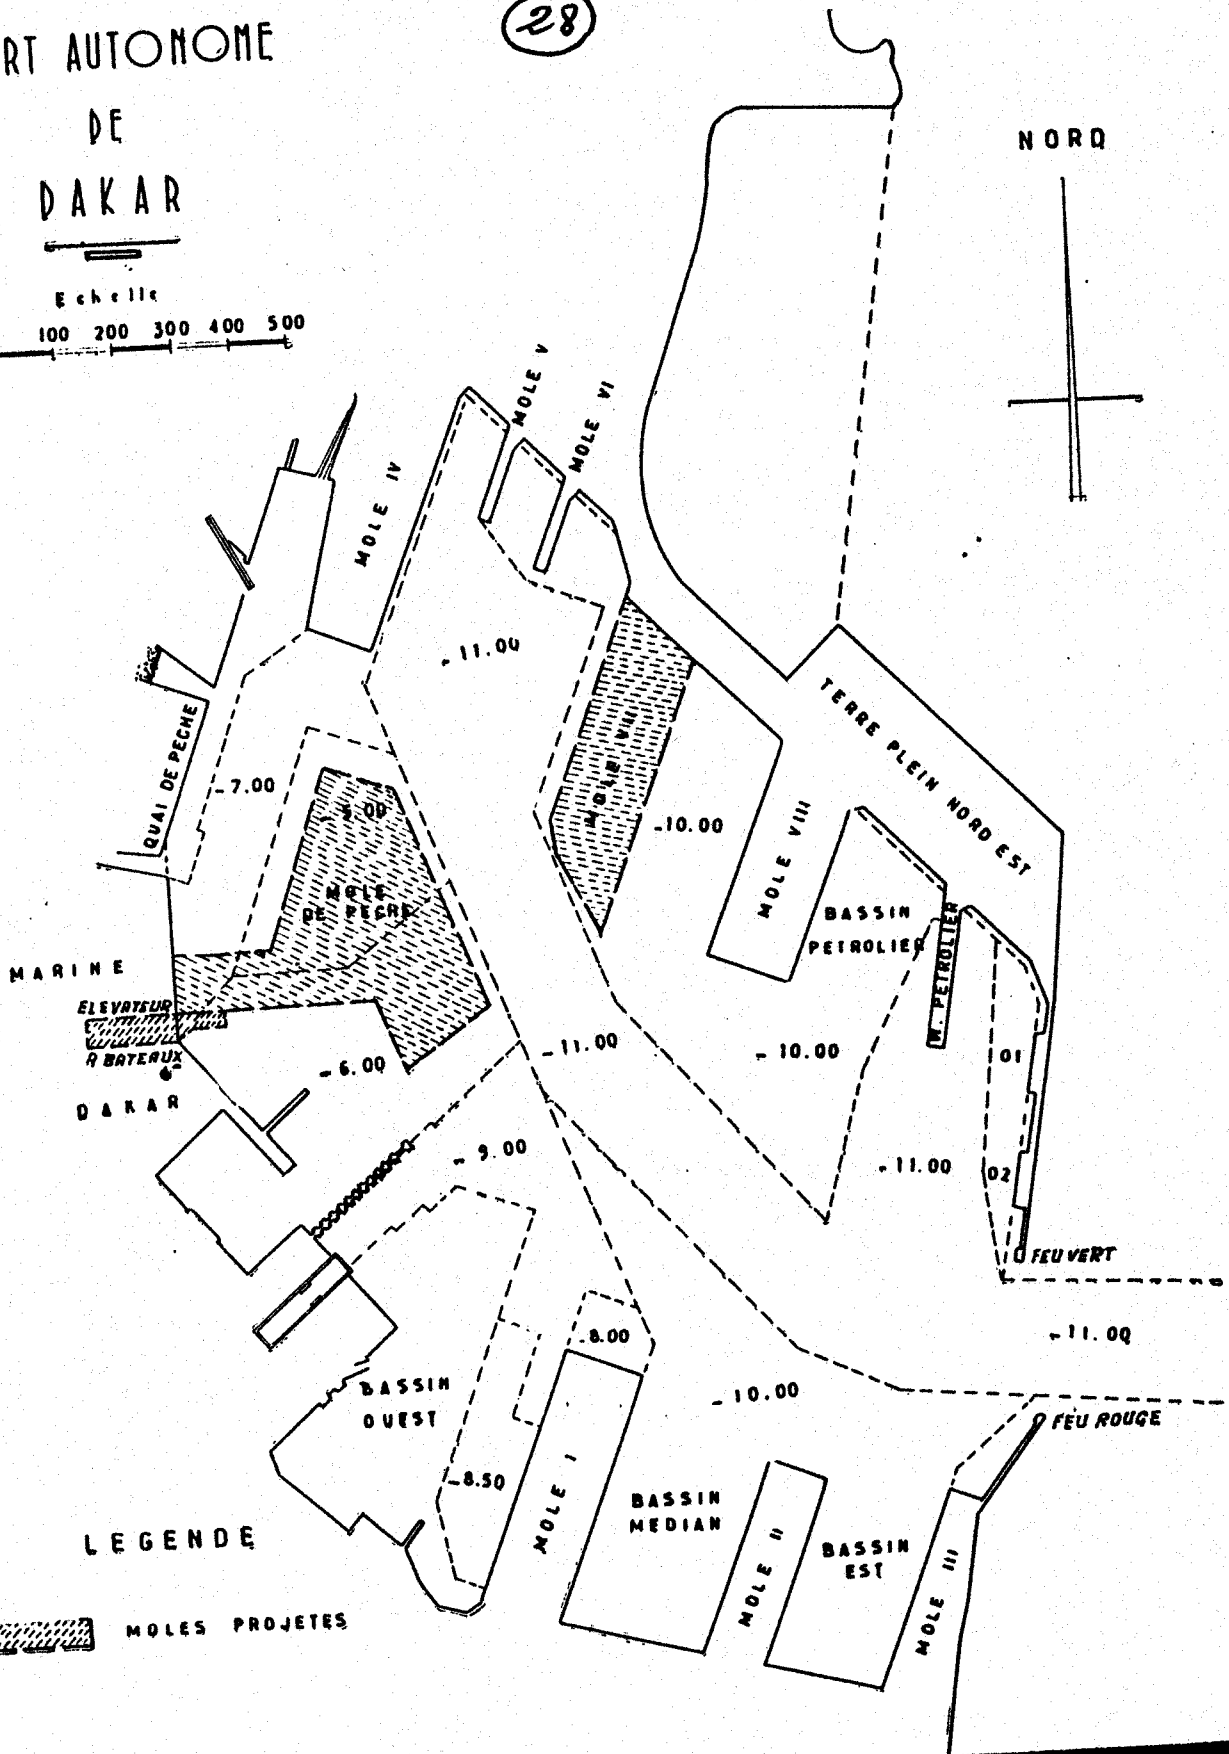 28
RT AUTONOME
DE
DAKAR
NORD
Echelle
100 200 300 400 500
MOLE V
MOLE VI
MOLE IV
-11.00
TERRE PLEIN NORD EST
QUAI DE PECHE
-7.00
-5.00
MOLE VIII
-10.00
MOLE VIII
MOLE
DE PECHE
BASSIN
PETROLIER
W. PETROLIER
MARINE
ELEVATEUR
A BATEAUX
DAKAR
-6.00
-11.00
-10.00
01
-9.00
-11.00
02
FEU VERT
-11.00
-8.00
BASSIN
OUEST
-10.00
FEU ROUGE
-8.50
MOLE I
BASSIN
MEDIAN
MOLE II
BASSIN
EST
MOLE III
LEGENDE
MOLES PROJETES